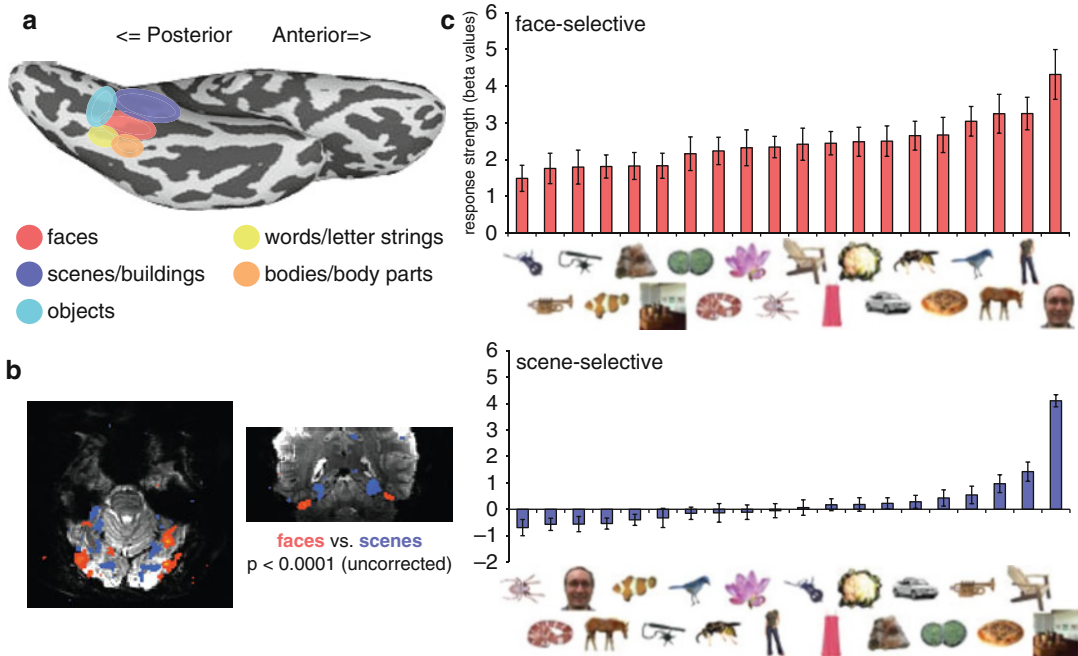 a
<= Posterior Anterior=>
faces
words/letter strings
scenes/buildings
bodies/body parts
objects
b
faces vs. scenes
p < 0.0001 (uncorrected)
c
face-selective
response strength (beta values)
6
5
4
3
2
1
0
scene-selective
6
5
4
3
2
1
0
−1
−2